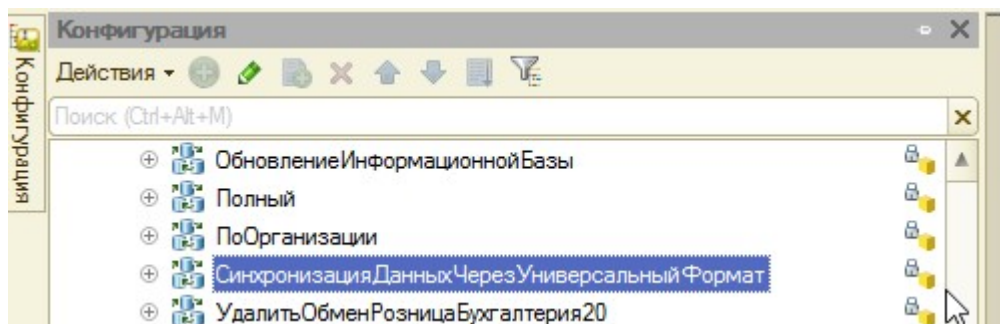 Конфигурация
Конфигурация
Действия
Поиск (Ctrl+Alt+M)
ОбновлениеИнформационнойБазы
Полный
ПоОрганизации
СинхронизацияДанныхЧерезУниверсальныйФормат
УдалитьОбменРозницаБухгалтерия20